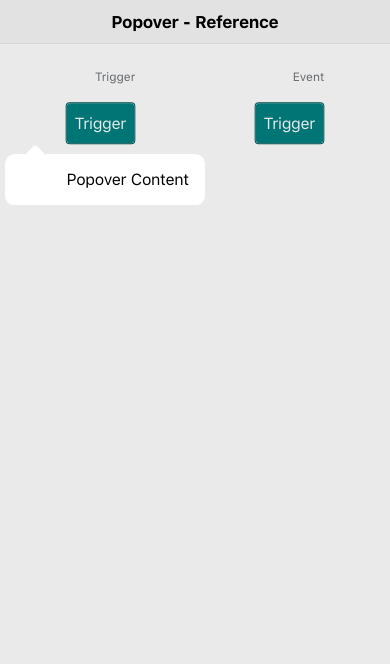 Popover - Reference
Trigger
Event
Trigger
Trigger
Popover Content